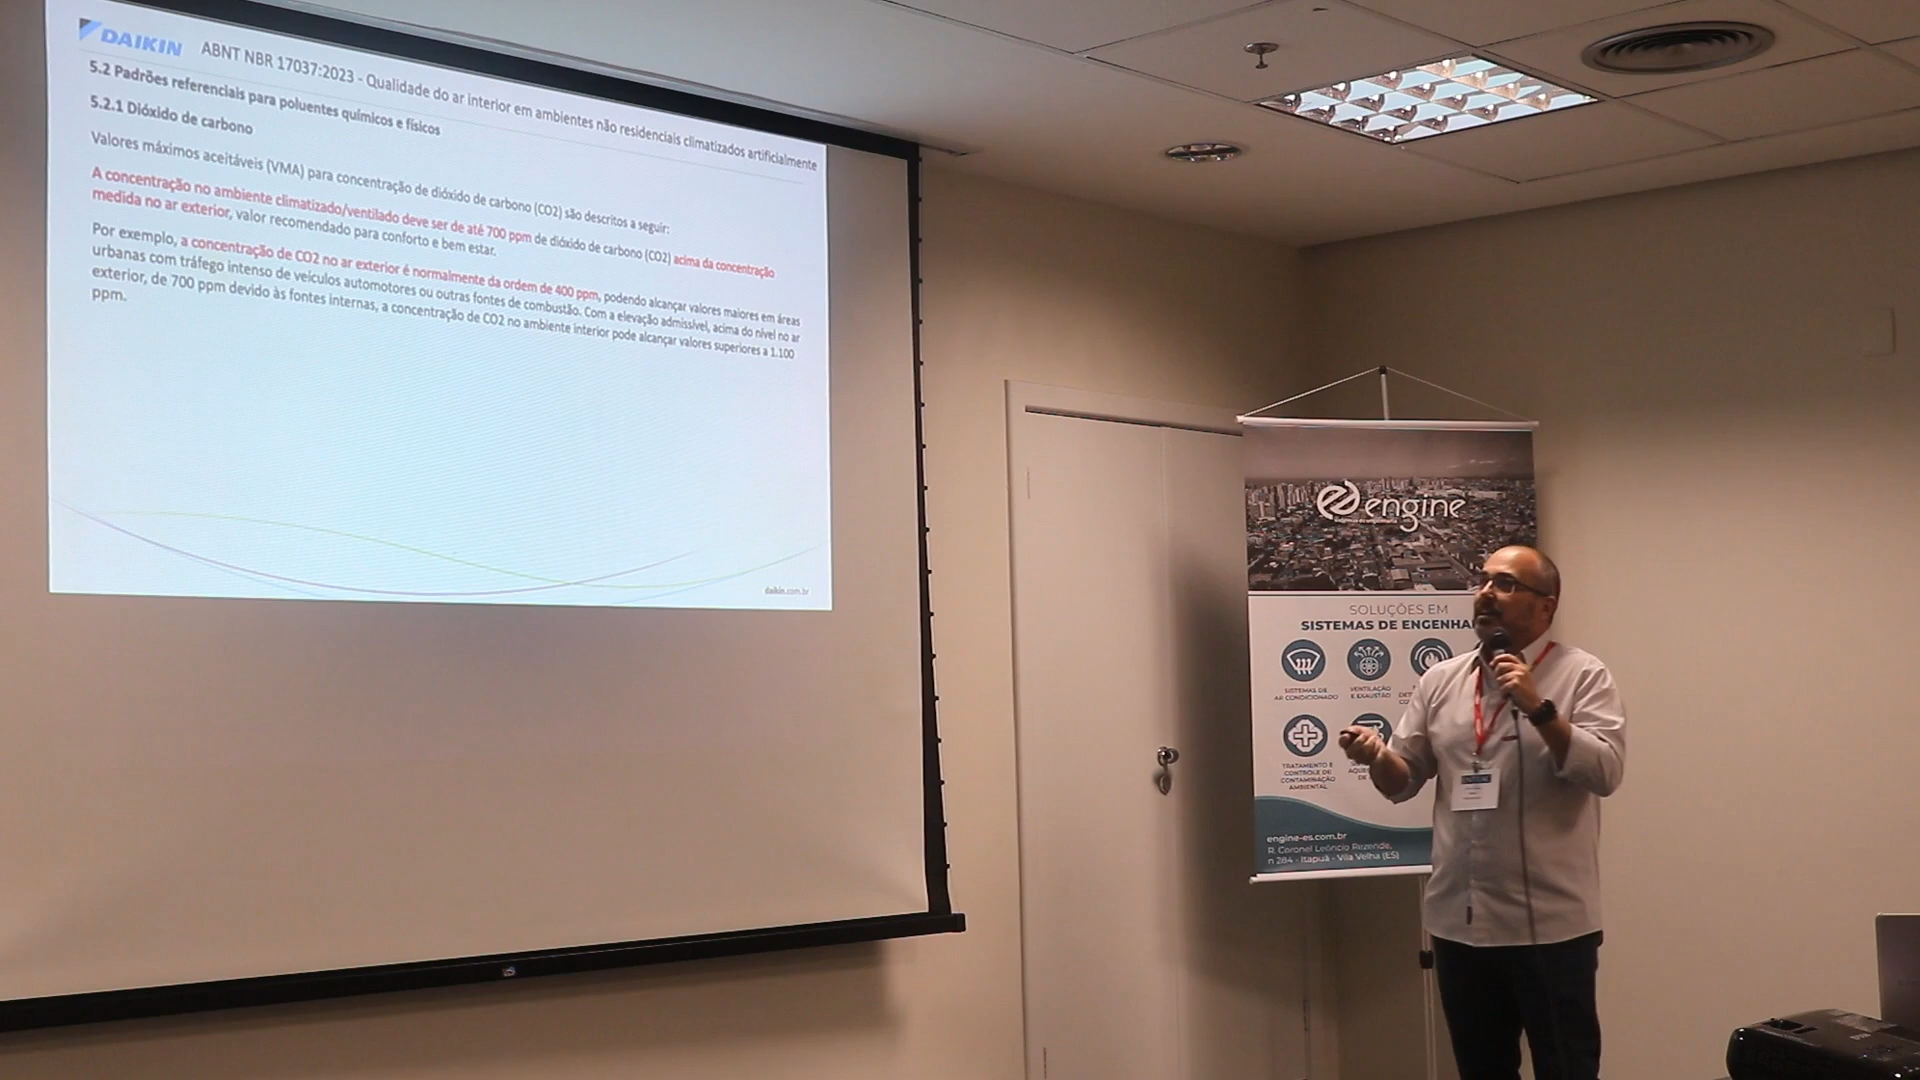 DAIKIN
ABNT NBR 17037:2023 - Qualidade do ar interior em ambientes não residenciais climatizados artificialmente
5.2 Padrões referenciais para poluentes químicos e físicos
5.2.1 Dióxido de carbono
Valores máximos aceitáveis (VMA) para concentração de dióxido de carbono (CO2) são descritos a seguir:
A concentração no ambiente climatizado/ventilado deve ser de até 700 ppm de dióxido de carbono (CO2) acima da concentração
medida no ar exterior, valor recomendado para conforto e bem estar.
Por exemplo, a concentração de CO2 no ar exterior é normalmente da ordem de 400 ppm, podendo alcançar valores maiores em áreas
urbanas com tráfego intenso de veículos automotores ou outras fontes de combustão. Com a elevação admissível, acima do nível no ar
exterior, de 700 ppm devido às fontes internas, a concentração de CO2 no ambiente interior pode alcançar valores superiores a 1.100
ppm.
daikin.com.br
engine
SOLUÇÕES EM
SISTEMAS DE ENGENHA
SISTEMAS DE
AR CONDICIONADO
VENTILAÇÃO
E EXAUSTÃO
TRATAMENTO E
CONTROLE DE
CONTAMINAÇÃO
AMBIENTAL
engine-es.com.br
R. Coronel Leôncio Rezende,
n 284 - Itapuã - Vila Velha (ES)